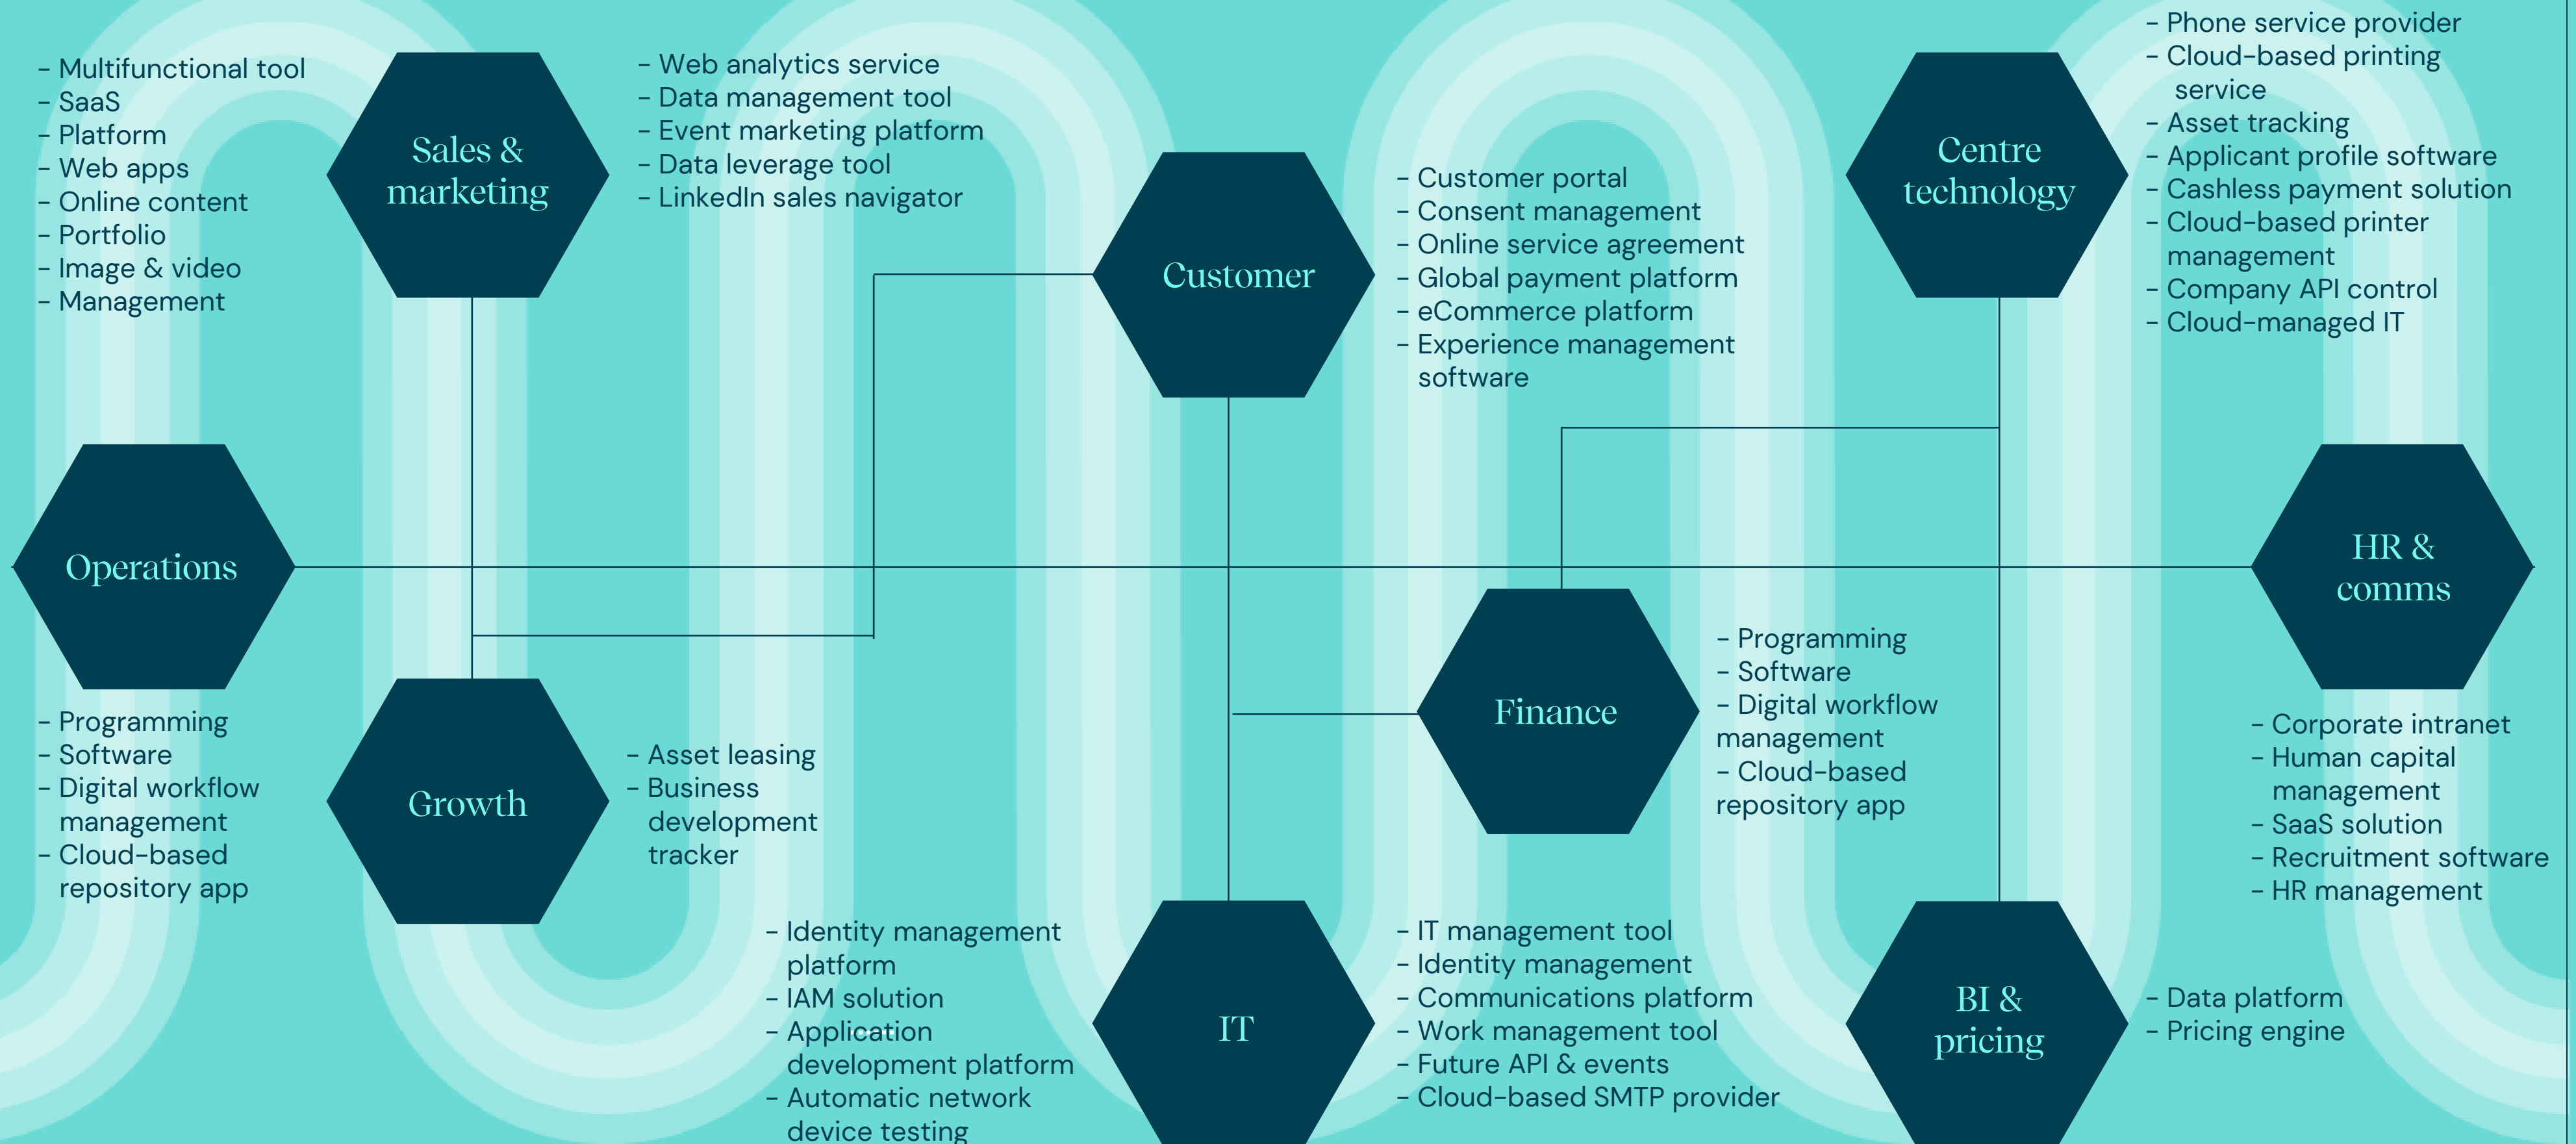 - Multifunctional tool
- SaaS
- Platform
- Web apps
- Online content
- Portfolio
- Image & video
- Management
Sales &
marketing
- Web analytics service
- Data management tool
- Event marketing platform
- Data leverage tool
- LinkedIn sales navigator
Customer
- Customer portal
- Consent management
- Online service agreement
- Global payment platform
- eCommerce platform
- Experience management
software
Centre
technology
- Phone service provider
- Cloud-based printing
service
- Asset tracking
- Applicant profile software
- Cashless payment solution
- Cloud-based printer
management
- Company API control
- Cloud-managed IT
Operations
- Programming
- Software
- Digital workflow
management
- Cloud-based
repository app
Growth
- Asset leasing
- Business
development
tracker
Finance
- Programming
- Software
- Digital workflow
management
- Cloud-based
repository app
HR &
comms
- Corporate intranet
- Human capital
management
- SaaS solution
- Recruitment software
- HR management
- Identity management
platform
- IAM solution
- Application
development platform
- Automatic network
device testing
IT
- IT management tool
- Identity management
- Communications platform
- Work management tool
- Future API & events
- Cloud-based SMTP provider
BI &
pricing
- Data platform
- Pricing engine